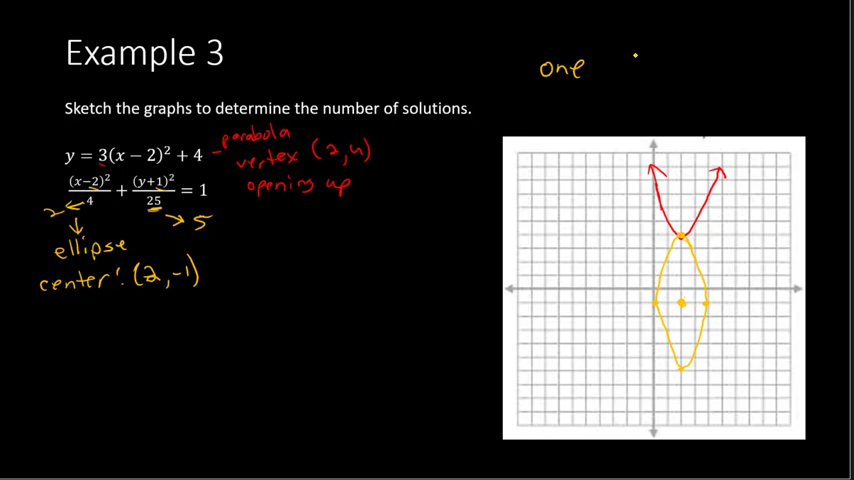 Example 3
one
Sketch the graphs to determine the number of solutions.
y = 3(x − 2)² + 4
- parabola
vertex (2,4)
opening up
(x−2)²/4 + (y+1)²/25 = 1
2 ← → 5
↓
ellipse
center: (2,-1)